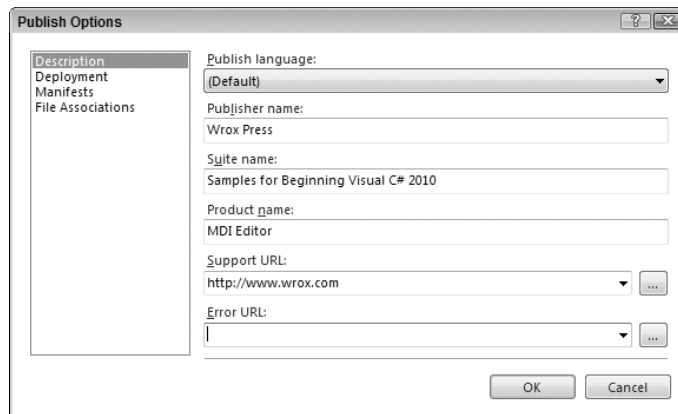 Publish Options
Description
Deployment
Manifests
File Associations
Publish language:
(Default)
Publisher name:
Wrox Press
Suite name:
Samples for Beginning Visual C# 2010
Product name:
MDI Editor
Support URL:
http://www.wrox.com
...
Error URL:
...
OK
Cancel